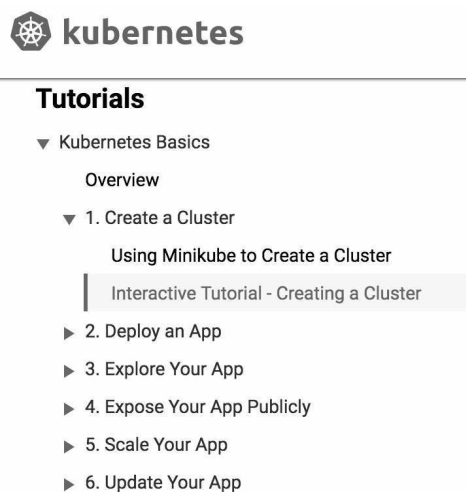 kubernetes
Tutorials
Kubernetes Basics
Overview
1. Create a Cluster
Using Minikube to Create a Cluster
Interactive Tutorial - Creating a Cluster
2. Deploy an App
3. Explore Your App
4. Expose Your App Publicly
5. Scale Your App
6. Update Your App